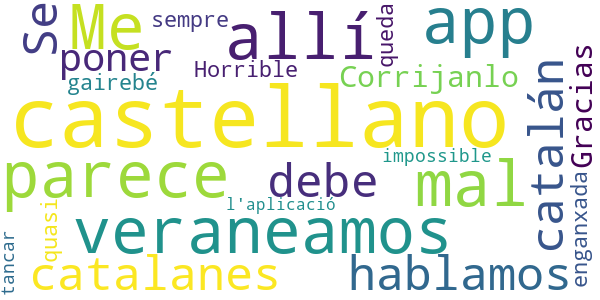 Se
Me
sempre
allí
queda
app
poner
gairebé
Horrible
Corrijanlo
Gracias
castellano
catalán
parece
debe
impossible
mal
enganxada
l'aplicació
quasi
veraneamos
tancar
catalanes
hablamos